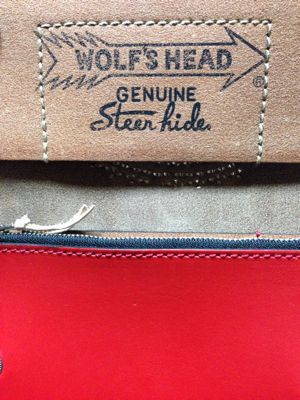 WOLF'S HEAD
®
GENUINE
Steer hide.